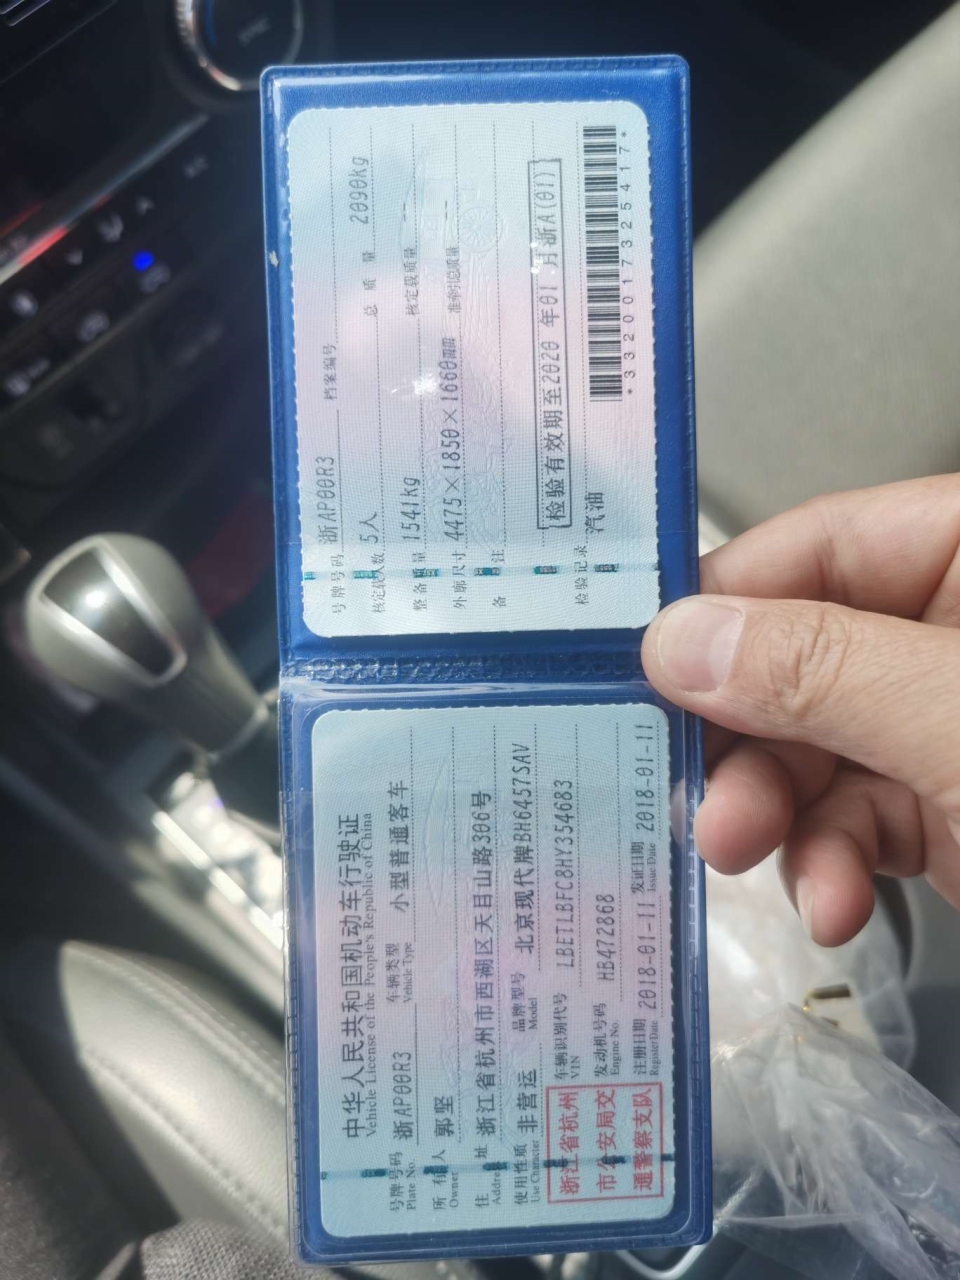 中华人民共和国机动车行驶证
Vehicle License of the People's Republic of China
号牌号码 浙AP00R3 车辆类型 小型普通客车
Plate No. Vehicle Type
所有人 郭坚
Owner
住址 浙江省杭州市西湖区天目山路306号
Address
使用性质 非营运 品牌型号 北京现代牌BH6457SAV
Use Character Model
浙江省杭州
市公安局交
通警察支队
车辆识别代号 LBETLBFC8HY354683
VIN
发动机号码 HB472868
Engine No.
注册日期 2018-01-11 发证日期 2018-01-11
Register Date Issue Date
号牌号码 浙AP00R3 档案编号
核定载人数 5人 总质量 2090kg
整备质量 1541kg 核定载质量
外廓尺寸 4475×1850×1660mm 准牵引总质量
备注
检验有效期至2020年01月浙A(01)
检验记录 汽油
*3320017325417*